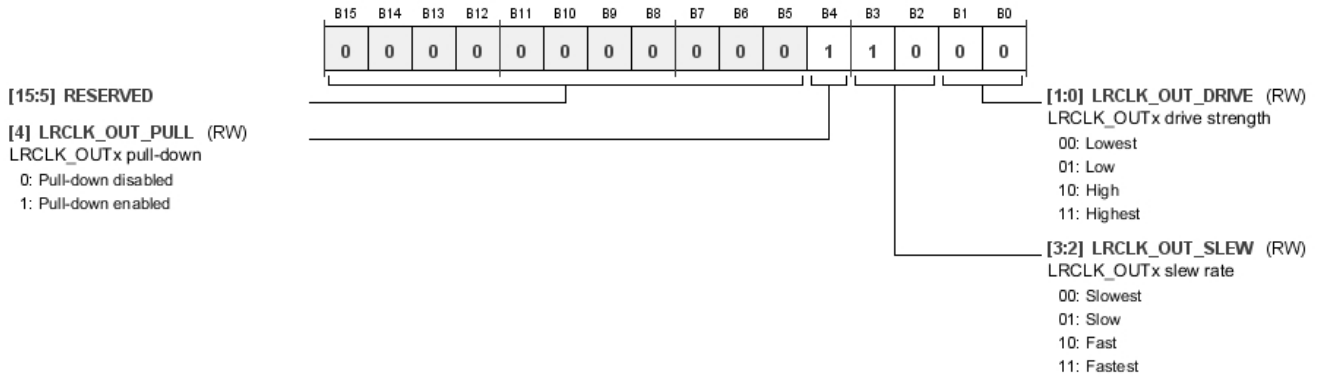 B15 B14 B13 B12 B11 B10 B9 B8 B7 B6 B5 B4 B3 B2 B1 B0
0 0 0 0 0 0 0 0 0 0 0 1 1 0 0 0
[15:5] RESERVED
[4] LRCLK_OUT_PULL (RW)
LRCLK_OUTx pull-down
0: Pull-down disabled
1: Pull-down enabled
[1:0] LRCLK_OUT_DRIVE (RW)
LRCLK_OUTx drive strength
00: Lowest
01: Low
10: High
11: Highest
[3:2] LRCLK_OUT_SLEW (RW)
LRCLK_OUTx slew rate
00: Slowest
01: Slow
10: Fast
11: Fastest